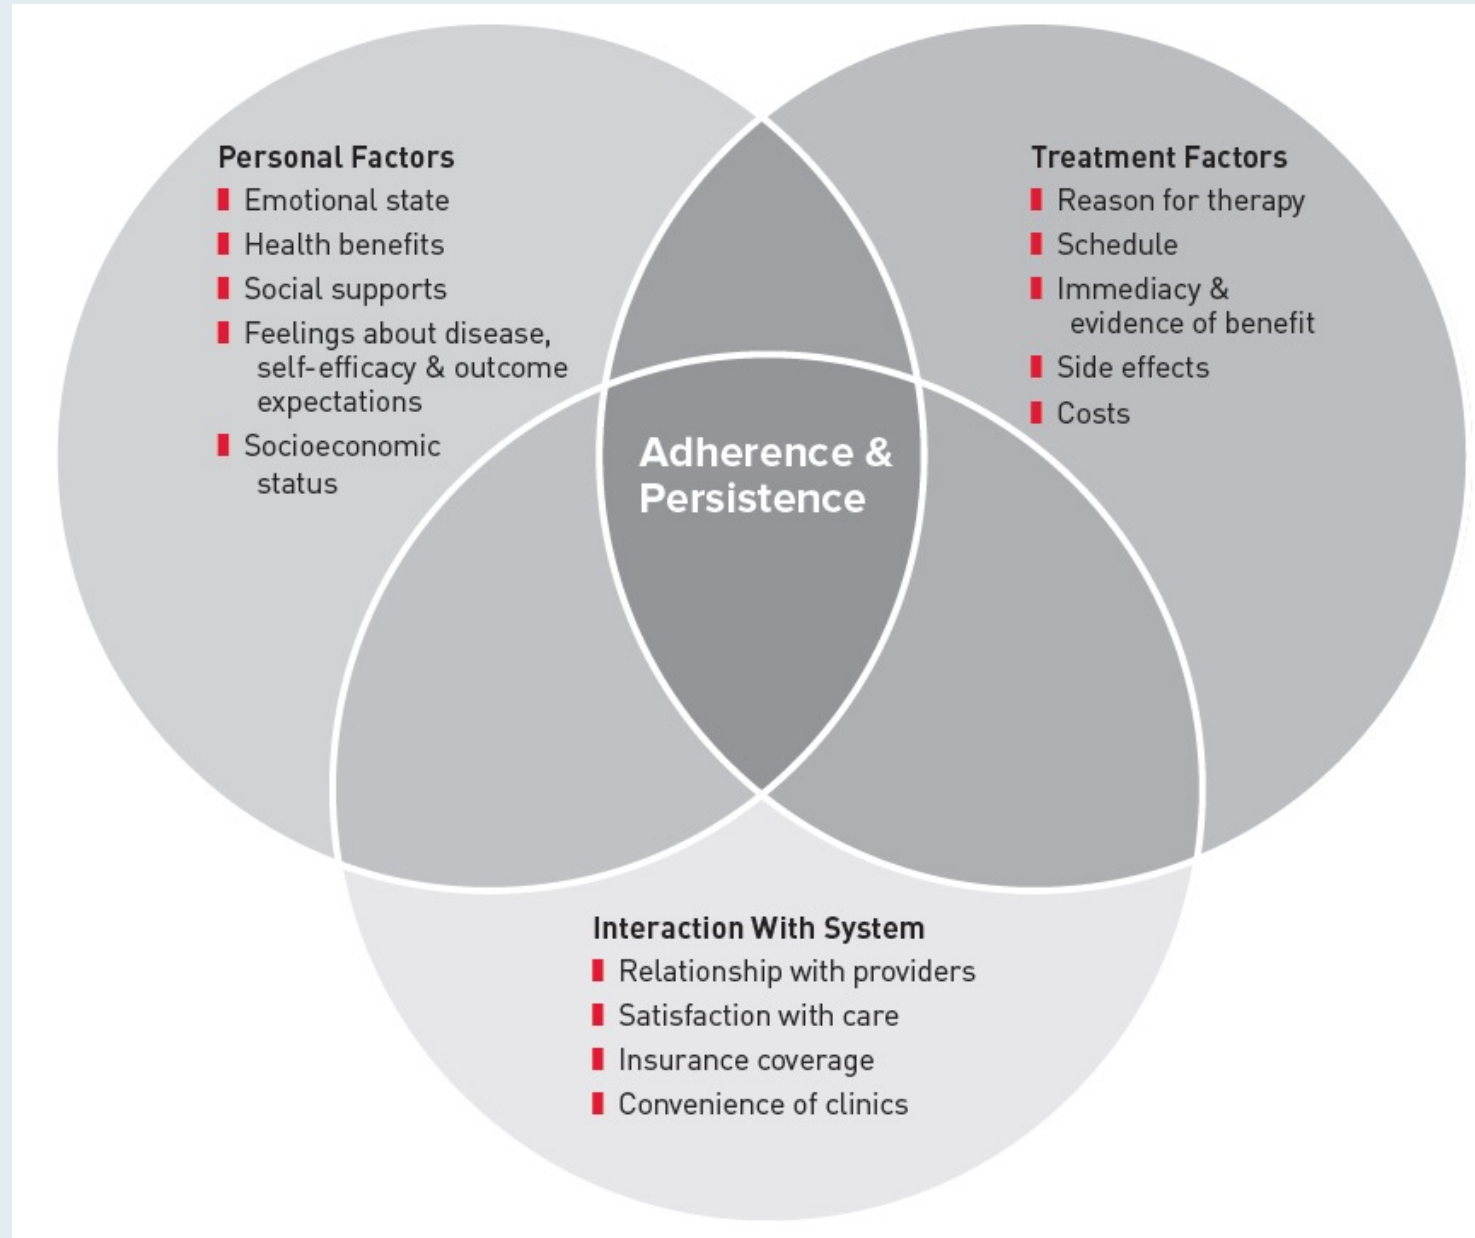 Personal Factors
Emotional state
Health benefits
Social supports
Feelings about disease,
self-efficacy & outcome
expectations
Socioeconomic
status
Treatment Factors
Reason for therapy
Schedule
Immediacy &
evidence of benefit
Side effects
Costs
Adherence &
Persistence
Interaction With System
Relationship with providers
Satisfaction with care
Insurance coverage
Convenience of clinics